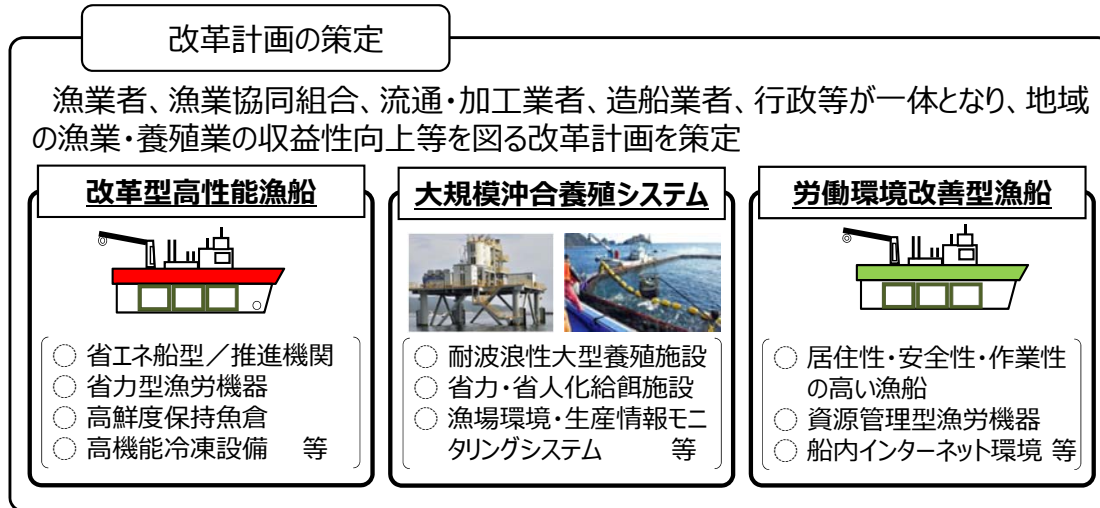 改革計画の策定
漁業者、漁業協同組合、流通・加工業者、造船業者、行政等が一体となり、地域
の漁業・養殖業の収益性向上等を図る改革計画を策定
改革型高性能漁船
○ 省エネ船型／推進機関
○ 省力型漁労機器
○ 高鮮度保持魚倉
○ 高機能冷凍設備 等
大規模沖合養殖システム
○ 耐波浪性大型養殖施設
○ 省力・省人化給餌施設
○ 漁場環境・生産情報モニ
タリングシステム 等
労働環境改善型漁船
○ 居住性・安全性・作業性
の高い漁船
○ 資源管理型漁労機器
○ 船内インターネット環境 等